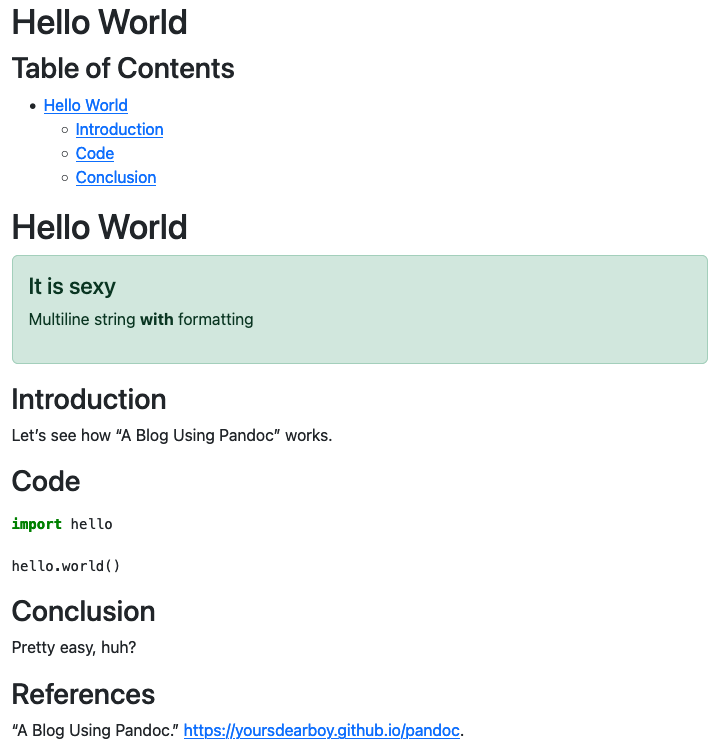 Hello World
Table of Contents
Hello World
Introduction
Code
Conclusion
Hello World
It is sexy
Multiline string with formatting
Introduction
Let’s see how “A Blog Using Pandoc” works.
Code
import hello
hello.world()
Conclusion
Pretty easy, huh?
References
“A Blog Using Pandoc.” https://yoursdearboy.github.io/pandoc.